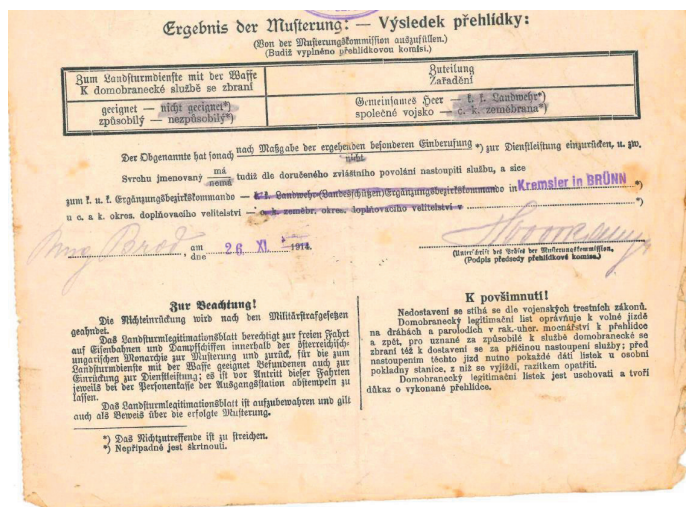 Ergebnis der Musterung: — Výsledek přehlídky:
(Von der Musterungskommission auszufüllen.)
(Budiž vyplněno přehlídkovou komisí.)
Zum Landsturmdienste mit der Waffe
K domobranecké službě se zbraní
Zuteilung
Zařadění
geeignet — nicht geeignet*)
způsobilý — nezpůsobilý*)
Gemeinsames Heer — k. k. Landwehr*)
společné vojsko — c. k. zeměbrana*)
Der Obgenannte hat sonach nach Maßgabe der ergehenden besonderen Einberufung *) zur Dienstleistung einzurücken, u. zw.
nicht
Svrchu jmenovaný má tudíž dle doručeného zvláštního povolání nastoupiti službu, a sice
nemá
zum k. u. k. Ergänzungsbezirkskommando — k. k. Landwehr-(Landesschützen)Ergänzungsbezirkskommando in Kremsier in BRÜNN *)
u c. a k. okres. doplňovacího velitelství — c. k. zeměbr. okres. doplňovacího velitelství v *)
Ung Brod, am 26 XI. 1914.
dne
(Unterschrift des Präses der Musterungskommission,
(Podpis předsedy přehlídkové komise.)
Zur Beachtung!
Die Nichteinrückung wird nach den Militärstrafgesetzen
geahndet.
Das Landsturmlegitimationsblatt berechtigt zur freien Fahrt
auf Eisenbahnen und Dampfschiffen innerhalb der österreichisch-
ungarischen Monarchie zur Musterung und zurück, für die zum
Landsturmdienste mit der Waffe geeignet Befundenen auch zur
Einrückung zur Dienstleistung; es ist vor Antritt dieser Fahrten
jeweils bei der Personenkasse der Ausgangsstation abstempeln zu
lassen.
Das Landsturmlegitimationsblatt ist aufzubewahren und gilt
auch als Beweis über die erfolgte Musterung.
*) Das Nichtzutreffende ist zu streichen.
*) Nepřípadné jest škrtnouti.
K povšimnutí!
Nedostavení se stíhá se dle vojenských trestních zákonů.
Domobranecký legitimační list oprávňuje k volné jízdě
na dráhách a parolodích v rak.-uher. mocnářství k přehlídce
a zpět, pro uznané za způsobilé k službě domobranecké se
zbraní též k dostavení se za příčinou nastoupení služby; před
nastoupením těchto jízd nutno pokaždé dáti lístek u osobní
pokladny stanice, z níž se vyjíždí, razítkem opatřiti.
Domobranecký legitimační lístek jest uschovati a tvoří
důkaz o vykonané přehlídce.